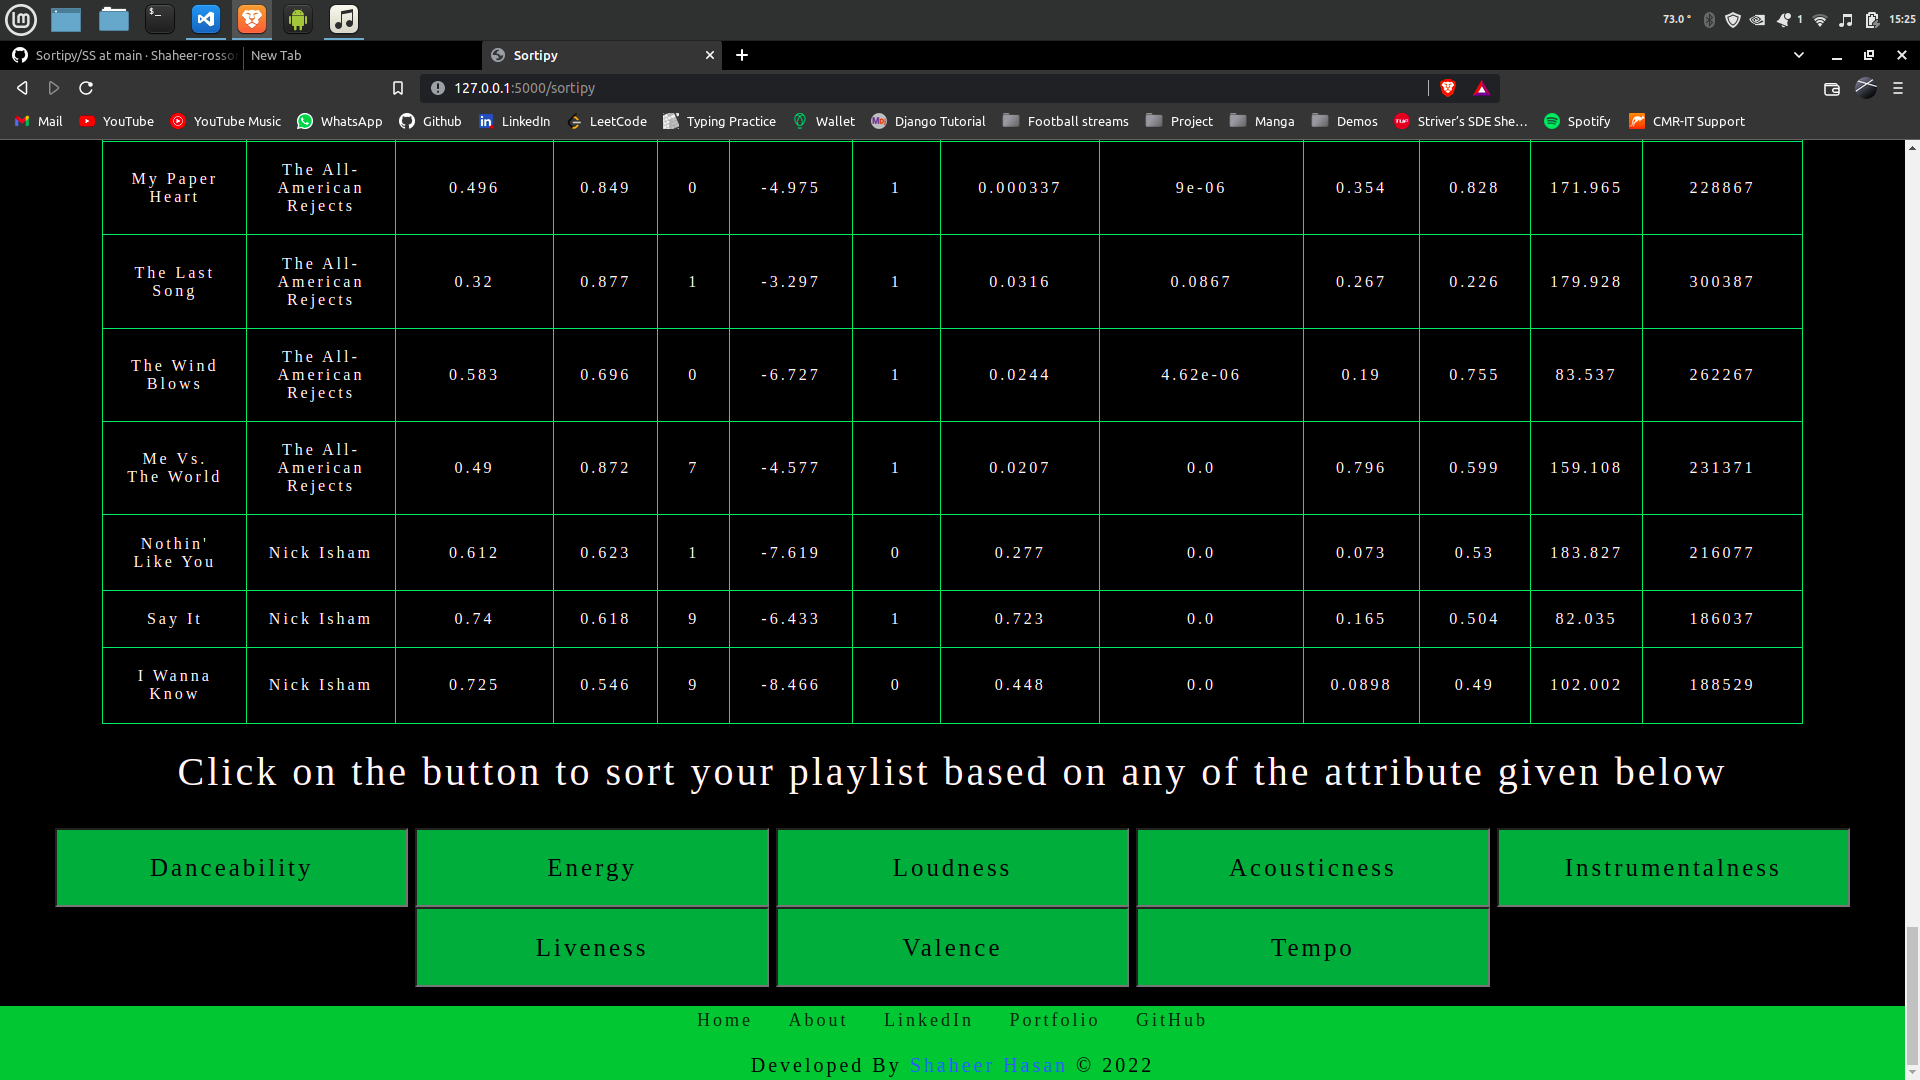 73.0 °
1
15:25
Sortipy/SS at main · Shaheer-rosso
New Tab
Sortipy
127.0.0.1:5000/sortipy
Mail
YouTube
YouTube Music
WhatsApp
Github
LinkedIn
LeetCode
Typing Practice
Wallet
Django Tutorial
Football streams
Project
Manga
Demos
Striver's SDE She...
Spotify
CMR-IT Support
My Paper
Heart
The All-
American
Rejects
0.496
0.849
0
-4.975
1
0.000337
9e-06
0.354
0.828
171.965
228867
The Last
Song
The All-
American
Rejects
0.32
0.877
1
-3.297
1
0.0316
0.0867
0.267
0.226
179.928
300387
The Wind
Blows
The All-
American
Rejects
0.583
0.696
0
-6.727
1
0.0244
4.62e-06
0.19
0.755
83.537
262267
Me Vs.
The World
The All-
American
Rejects
0.49
0.872
7
-4.577
1
0.0207
0.0
0.796
0.599
159.108
231371
Nothin'
Like You
Nick Isham
0.612
0.623
1
-7.619
0
0.277
0.0
0.073
0.53
183.827
216077
Say It
Nick Isham
0.74
0.618
9
-6.433
1
0.723
0.0
0.165
0.504
82.035
186037
I Wanna
Know
Nick Isham
0.725
0.546
9
-8.466
0
0.448
0.0
0.0898
0.49
102.002
188529
Click on the button to sort your playlist based on any of the attribute given below
Danceability
Energy
Loudness
Acousticness
Instrumentalness
Liveness
Valence
Tempo
Home
About
LinkedIn
Portfolio
GitHub
Developed By Shaheer Hasan © 2022